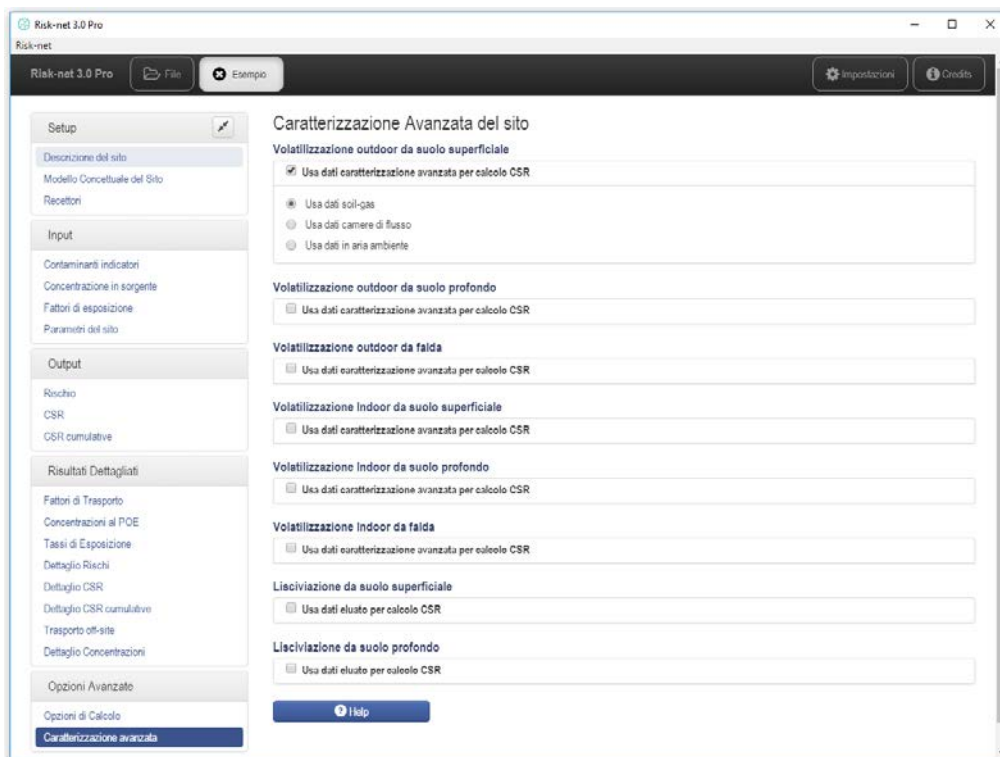 Risk-net 3.0 Pro
Risk-net
Risk-net 3.0 Pro
File
Esempio
Impostazioni
Credits
Setup
Descrizione del sito
Modello Concettuale del Sito
Recettori
Input
Contaminanti indicatori
Concentrazione in sorgente
Fattori di esposizione
Parametri del sito
Output
Rischio
CSR
CSR cumulative
Risultati Dettagliati
Fattori di Trasporto
Concentrazioni al POE
Tassi di Esposizione
Dettaglio Rischi
Dettaglio CSR
Dettaglio CSR cumulative
Trasporto off-site
Dettaglio Concentrazioni
Opzioni Avanzate
Opzioni di Calcolo
Caratterizzazione avanzata
Caratterizzazione Avanzata del sito
Volatilizzazione outdoor da suolo superficiale
Usa dati caratterizzazione avanzata per calcolo CSR
Usa dati soil-gas
Usa dati camere di flusso
Usa dati in aria ambiente
Volatilizzazione outdoor da suolo profondo
Usa dati caratterizzazione avanzata per calcolo CSR
Volatilizzazione outdoor da falda
Usa dati caratterizzazione avanzata per calcolo CSR
Volatilizzazione Indoor da suolo superficiale
Usa dati caratterizzazione avanzata per calcolo CSR
Volatilizzazione Indoor da suolo profondo
Usa dati caratterizzazione avanzata per calcolo CSR
Volatilizzazione Indoor da falda
Usa dati caratterizzazione avanzata per calcolo CSR
Lisciviazione da suolo superficiale
Usa dati eluato per calcolo CSR
Lisciviazione da suolo profondo
Usa dati eluato per calcolo CSR
Help